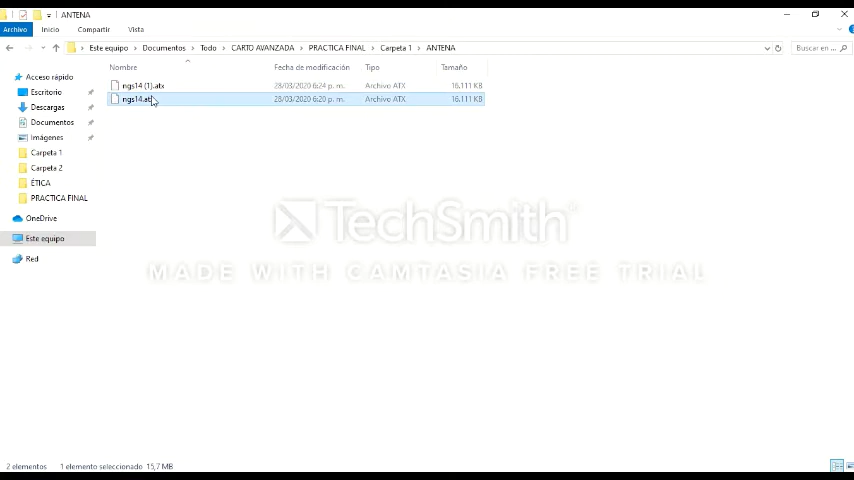 ANTENA
Archivo Inicio Compartir Vista
Este equipo Documentos Todo CARTO AVANZADA PRACTICA FINAL Carpeta 1 ANTENA
Buscar en ...
Nombre Fecha de modificación Tipo Tamaño
ngs14 (1).atx 28/03/2020 6:24 p. m. Archivo ATX 16.111 KB
ngs14.at 28/03/2020 6:20 p. m. Archivo ATX 16.111 KB
Acceso rápido
Escritorio
Descargas
Documentos
Imágenes
Carpeta 1
Carpeta 2
ÉTICA
PRACTICA FINAL
OneDrive
Este equipo
Red
TechSmith®
MADE WITH CAMTASIA FREE TRIAL
2 elementos 1 elemento seleccionado 15,7 MB